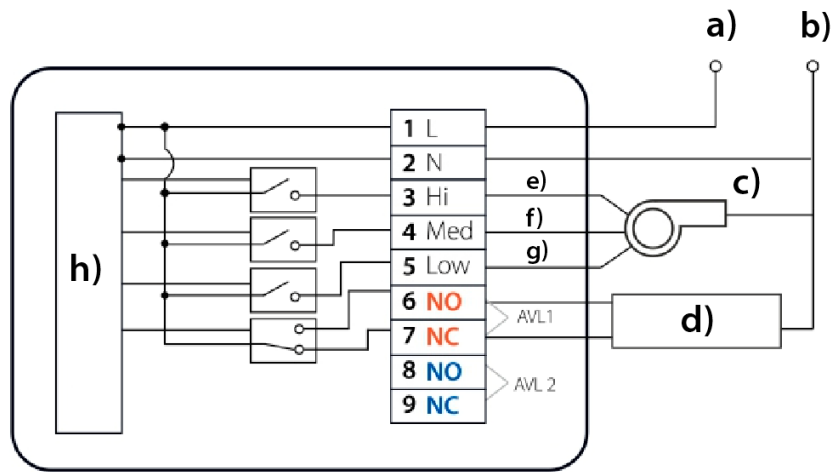 a) b)
1 L
2 N
e) c)
3 Hi
f)
4 Med
g)
h) 5 Low
6 NO
AVL1 d)
7 NC
8 NO
AVL 2
9 NC